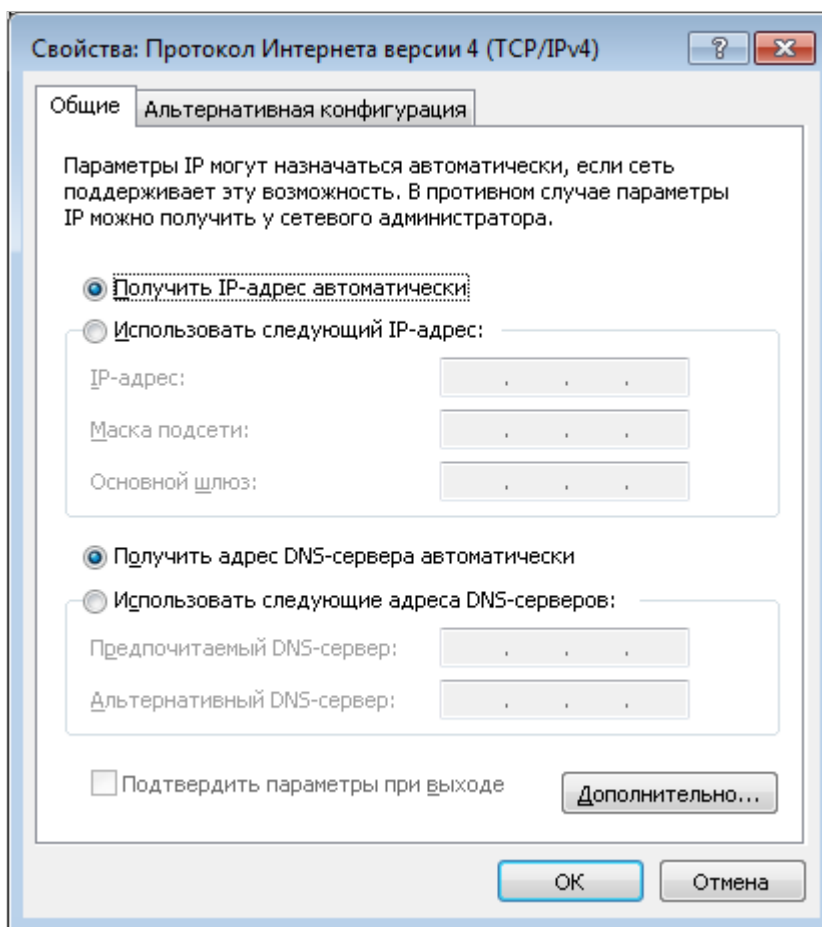 Свойства: Протокол Интернета версии 4 (TCP/IPv4)
Общие
Альтернативная конфигурация
Параметры IP могут назначаться автоматически, если сеть
поддерживает эту возможность. В противном случае параметры
IP можно получить у сетевого администратора.
Получить IP-адрес автоматически
Использовать следующий IP-адрес:
IP-адрес:
Маска подсети:
Основной шлюз:
Получить адрес DNS-сервера автоматически
Использовать следующие адреса DNS-серверов:
Предпочитаемый DNS-сервер:
Альтернативный DNS-сервер:
Подтвердить параметры при выходе
Дополнительно...
ОК
Отмена